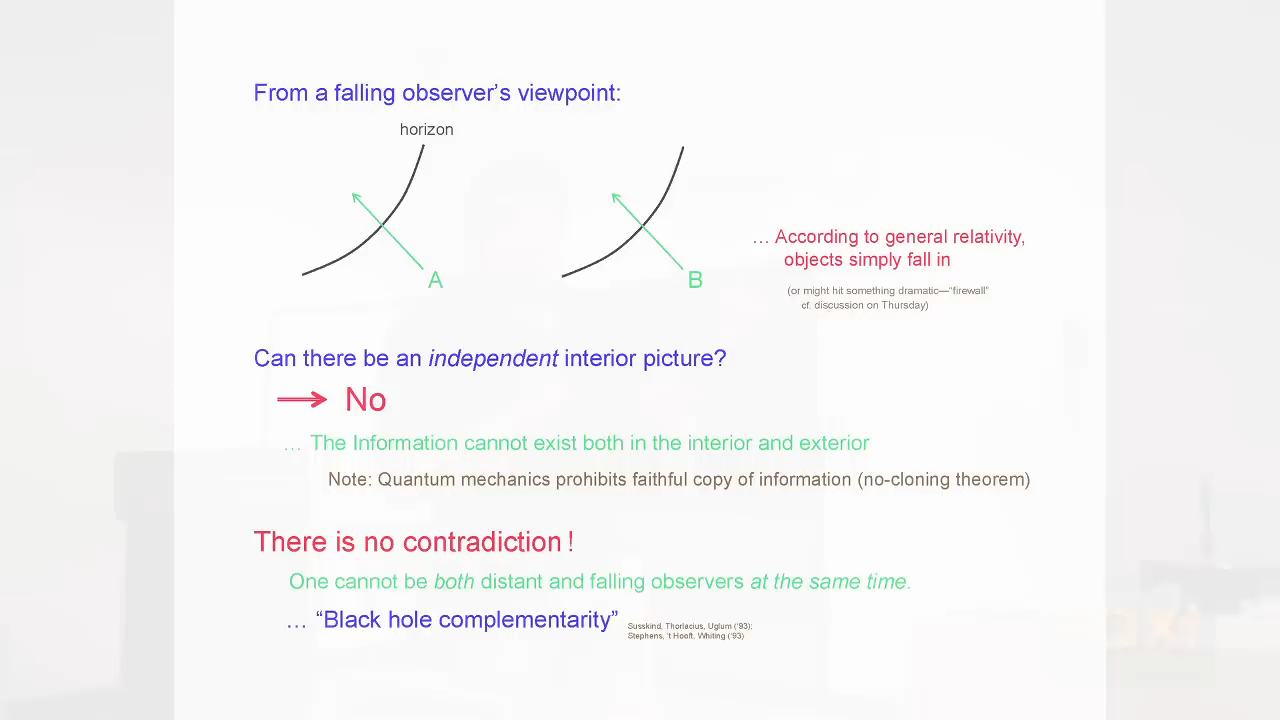 From a falling observer’s viewpoint:
horizon
A
B
… According to general relativity,
objects simply fall in
(or might hit something dramatic—“firewall”
cf. discussion on Thursday)
Can there be an independent interior picture?
No
… The Information cannot exist both in the interior and exterior
Note: Quantum mechanics prohibits faithful copy of information (no-cloning theorem)
There is no contradiction !
One cannot be both distant and falling observers at the same time.
… “Black hole complementarity”
Susskind, Thorlacius, Uglum (’93);
Stephens, ’t Hooft, Whiting (’93)